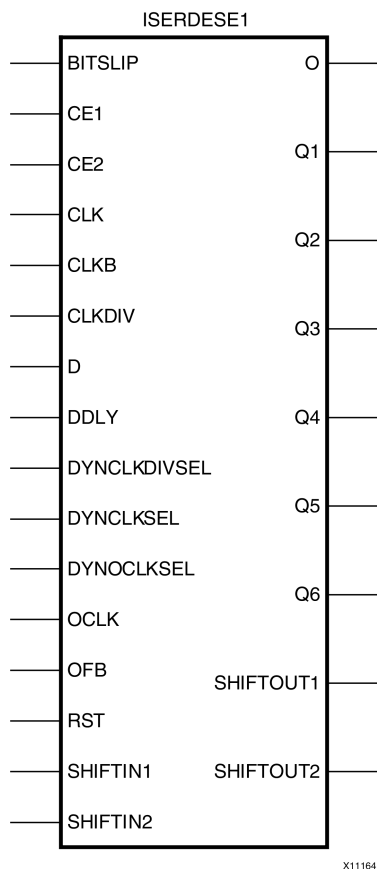 ISERDESE1
BITSLIP
O
CE1
Q1
CE2
CLK
Q2
CLKB
CLKDIV
Q3
D
DDLY
Q4
DYNCLKDIVSEL
Q5
DYNCLKSEL
DYNOCLKSEL
Q6
OCLK
OFB
SHIFTOUT1
RST
SHIFTIN1
SHIFTOUT2
SHIFTIN2
X11164